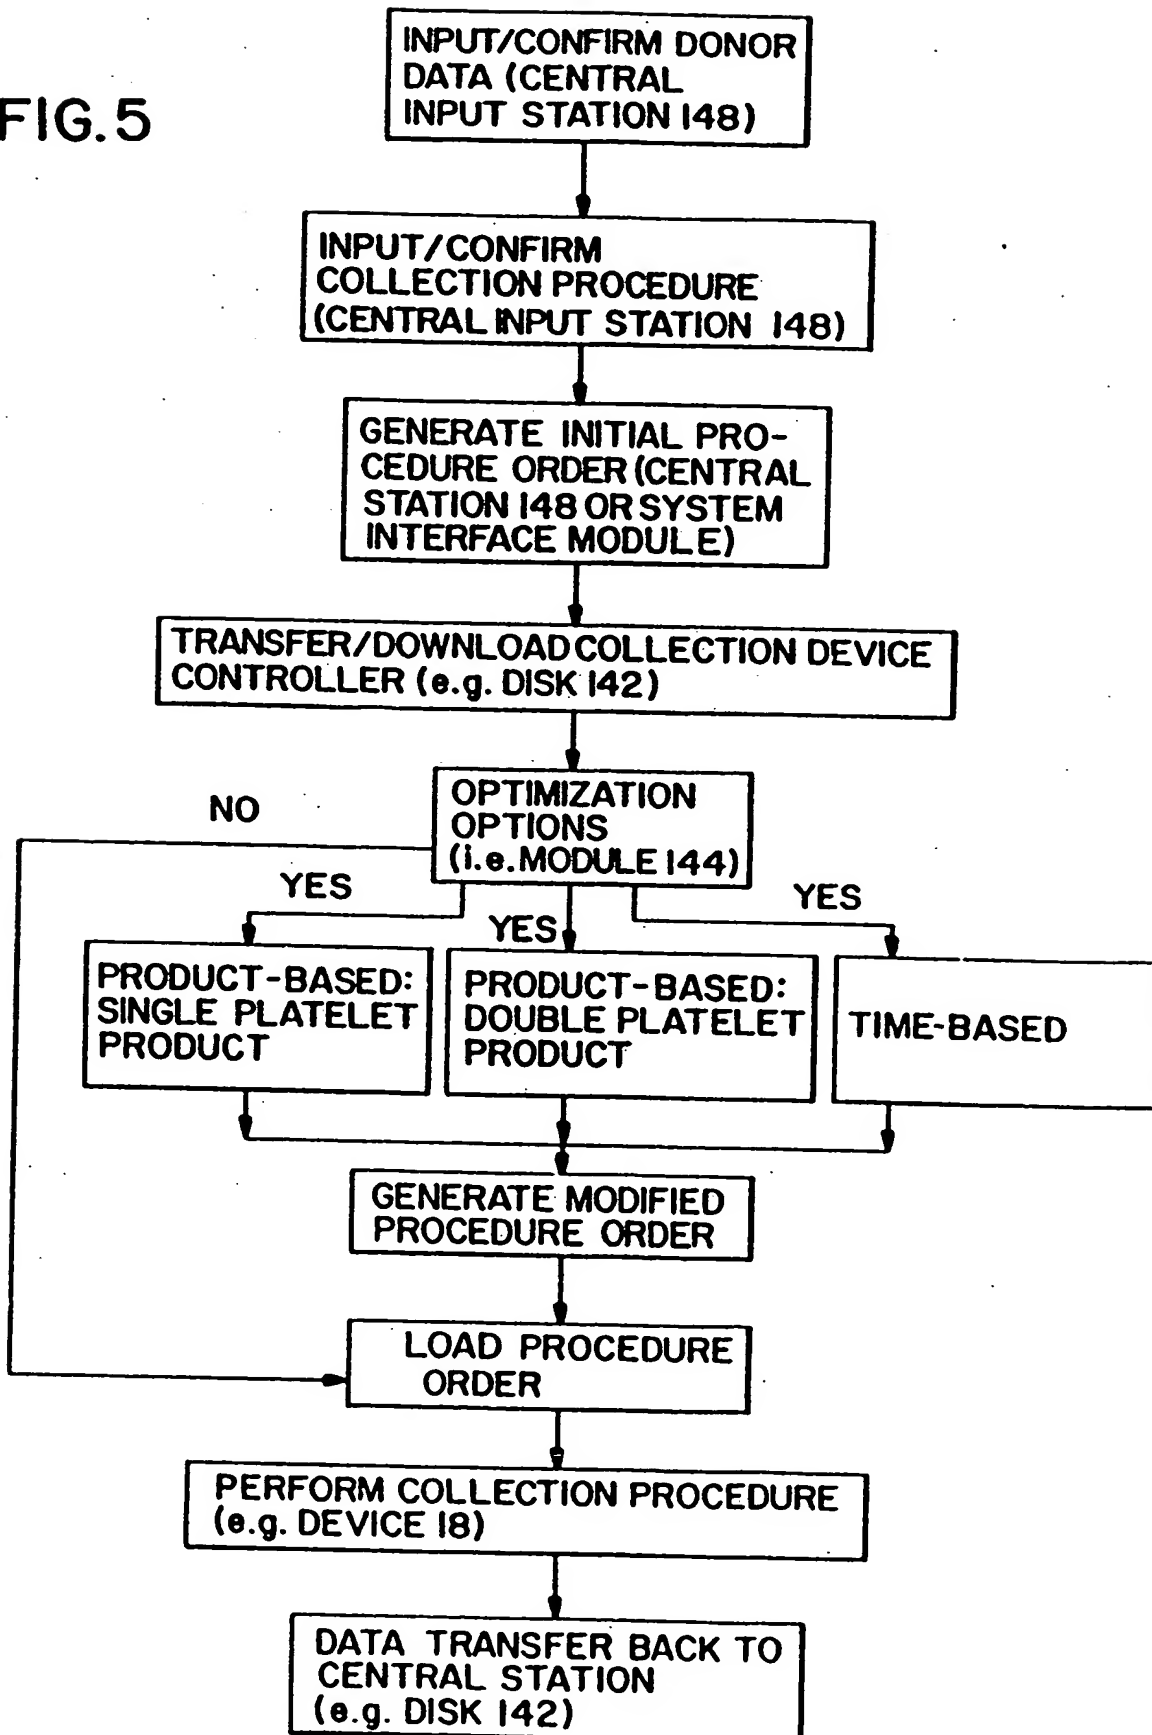 INPUT/CONFIRM DONOR
DATA (CENTRAL
INPUT STATION 148)
FIG.5
INPUT/CONFIRM
COLLECTION PROCEDURE
(CENTRAL INPUT STATION 148)
GENERATE INITIAL PRO-
CEDURE ORDER (CENTRAL
STATION 148 OR SYSTEM
INTERFACE MODULE)
TRANSFER/DOWNLOAD COLLECTION DEVICE
CONTROLLER (e.g. DISK 142)
OPTIMIZATION
OPTIONS
(i.e. MODULE 144)
NO
YES
YES
YES
PRODUCT-BASED:
SINGLE PLATELET
PRODUCT
PRODUCT-BASED:
DOUBLE PLATELET
PRODUCT
TIME-BASED
GENERATE MODIFIED
PROCEDURE ORDER
LOAD PROCEDURE
ORDER
PERFORM COLLECTION PROCEDURE
(e.g. DEVICE 18)
DATA TRANSFER BACK TO
CENTRAL STATION
(e.g. DISK 142)